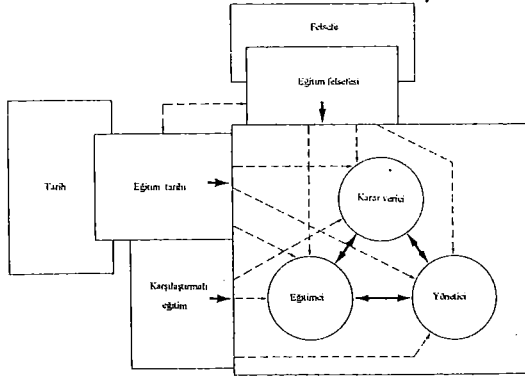 Felsefe
Eğitim felsefesi
Tarih
Eğitim tarihi
Karar verici
Karşılaştırmalı
eğitim
Eğitimci
Yönetici